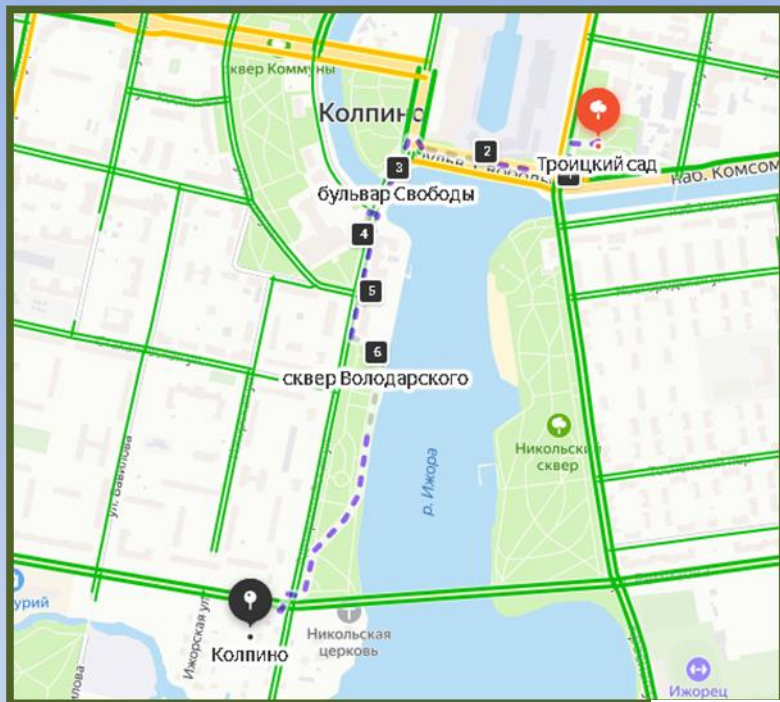 сквер Коммуны
Колпино
2
Троицкий сад
3
наб. Комсом
бульвар Свободы
4
5
6
сквер Володарского
Никольский
сквер
р. Ижора
ул. Вавилова
урий
Ижорская ул.
Никольская
церковь
Колпино
Ижорец